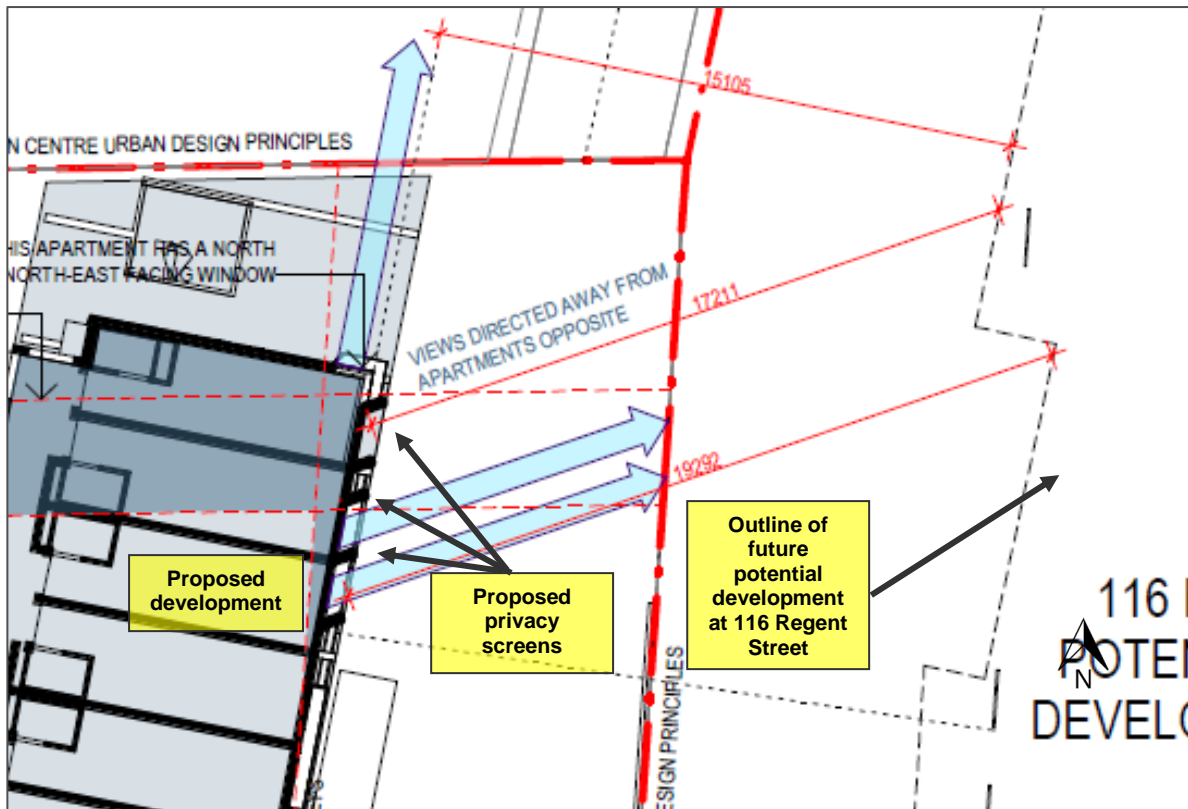 15105
N CENTRE URBAN DESIGN PRINCIPLES
HIS APARTMENT HAS A NORTH
NORTH-EAST FACING WINDOW
VIEWS DIRECTED AWAY FROM
APARTMENTS OPPOSITE
17211
19292
Proposed
development
Proposed
privacy
screens
Outline of
future
potential
development
at 116 Regent
Street
116
N
POTEN
DEVELO
ESIGN PRINCIPLES